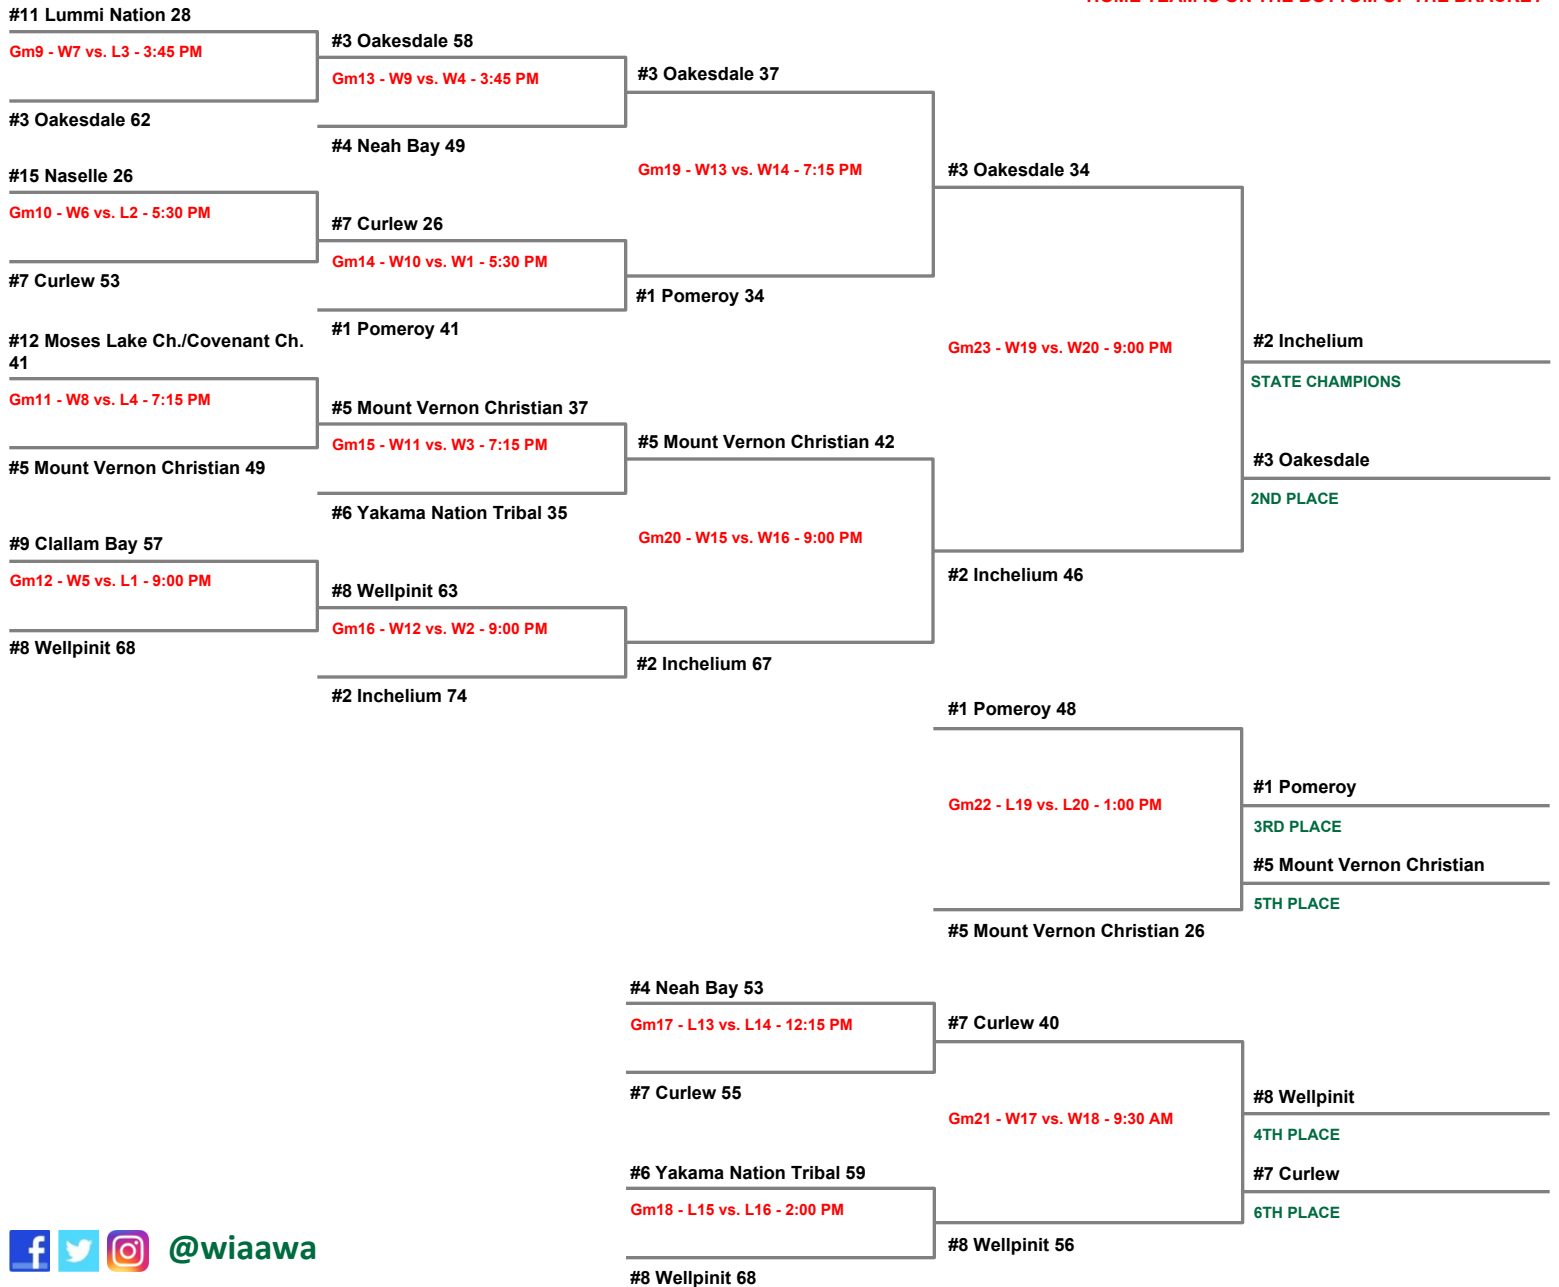 HOME TEAM IS ON THE BOTTOM OF THE BRACKET
#11 Lummi Nation 28
Gm9 - W7 vs. L3 - 3:45 PM
#3 Oakesdale 62
#15 Naselle 26
Gm10 - W6 vs. L2 - 5:30 PM
#7 Curlew 53
#12 Moses Lake Ch./Covenant Ch.
41
Gm11 - W8 vs. L4 - 7:15 PM
#5 Mount Vernon Christian 49
#9 Clallam Bay 57
Gm12 - W5 vs. L1 - 9:00 PM
#8 Wellpinit 68
#3 Oakesdale 58
Gm13 - W9 vs. W4 - 3:45 PM
#4 Neah Bay 49
#7 Curlew 26
Gm14 - W10 vs. W1 - 5:30 PM
#1 Pomeroy 41
#5 Mount Vernon Christian 37
Gm15 - W11 vs. W3 - 7:15 PM
#6 Yakama Nation Tribal 35
#8 Wellpinit 63
Gm16 - W12 vs. W2 - 9:00 PM
#2 Inchelium 74
#3 Oakesdale 37
Gm19 - W13 vs. W14 - 7:15 PM
#1 Pomeroy 34
#5 Mount Vernon Christian 42
Gm20 - W15 vs. W16 - 9:00 PM
#2 Inchelium 67
#3 Oakesdale 34
Gm23 - W19 vs. W20 - 9:00 PM
#2 Inchelium 46
#2 Inchelium
STATE CHAMPIONS
#3 Oakesdale
2ND PLACE
#1 Pomeroy 48
Gm22 - L19 vs. L20 - 1:00 PM
#5 Mount Vernon Christian 26
#1 Pomeroy
3RD PLACE
#5 Mount Vernon Christian
5TH PLACE
#4 Neah Bay 53
Gm17 - L13 vs. L14 - 12:15 PM
#7 Curlew 55
#6 Yakama Nation Tribal 59
Gm18 - L15 vs. L16 - 2:00 PM
#8 Wellpinit 68
#7 Curlew 40
Gm21 - W17 vs. W18 - 9:30 AM
#8 Wellpinit 56
#8 Wellpinit
4TH PLACE
#7 Curlew
6TH PLACE
@wiaawa